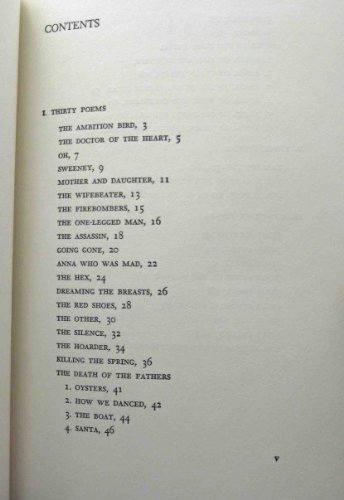 CONTENTS
I. THIRTY POEMS
THE AMBITION BIRD, 3
THE DOCTOR OF THE HEART, 5
OH, 7
SWEENEY, 9
MOTHER AND DAUGHTER, 11
THE WIFEBEATER, 13
THE FIREBOMBERS, 15
THE ONE-LEGGED MAN, 16
THE ASSASSIN, 18
GOING GONE, 20
ANNA WHO WAS MAD, 22
THE HEX, 24
DREAMING THE BREASTS, 26
THE RED SHOES, 28
THE OTHER, 30
THE SILENCE, 32
THE HOARDER, 34
KILLING THE SPRING, 36
THE DEATH OF THE FATHERS
1. OYSTERS, 41
2. HOW WE DANCED, 42
3. THE BOAT, 44
4. SANTA, 46
v